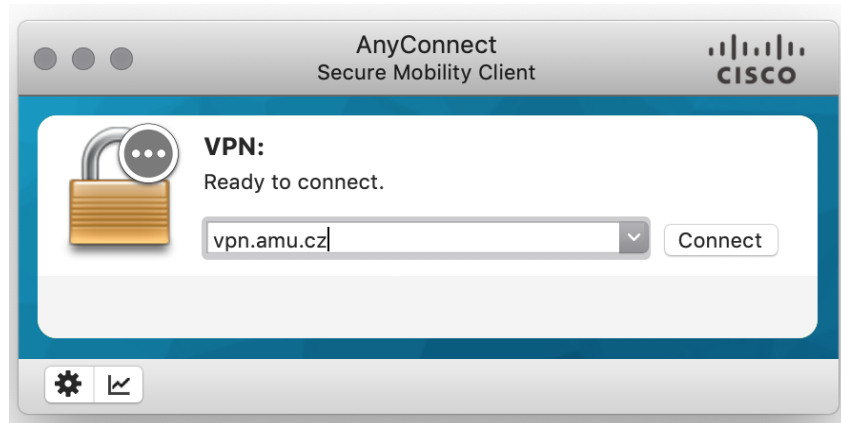 AnyConnect
Secure Mobility Client
CISCO
VPN:
Ready to connect.
vpn.amu.cz
Connect